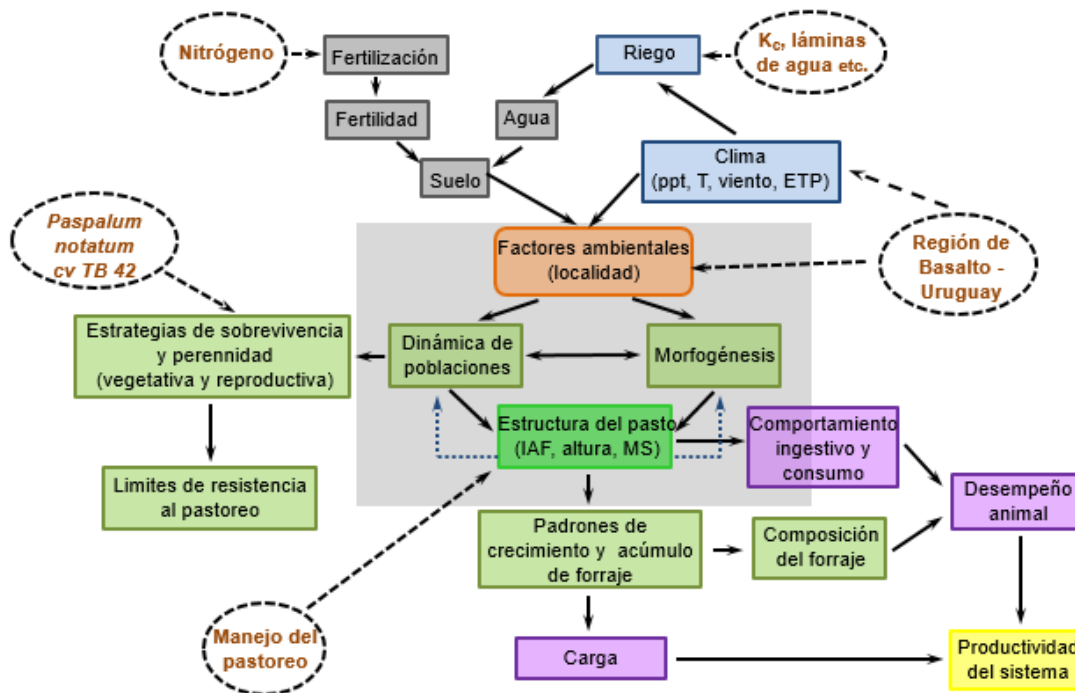 Nitrógeno
Fertilización
Riego
K_c, láminas
de agua etc.
Fertilidad
Agua
Suelo
Clima
(ppt, T, viento, ETP)
Paspalum
notatum
cv TB 42
Factores ambientales
(localidad)
Región de
Basalto -
Uruguay
Estrategias de sobrevivencia
y perennidad
(vegetativa y reproductiva)
Dinámica de
poblaciones
Morfogénesis
Estructura del pasto
(IAF, altura, MS)
Comportamiento
ingestivo y
consumo
Limites de resistencia
al pastoreo
Desempeño
animal
Padrones de
crecimiento y acúmulo
de forraje
Composición
del forraje
Manejo del
pastoreo
Carga
Productividad
del sistema